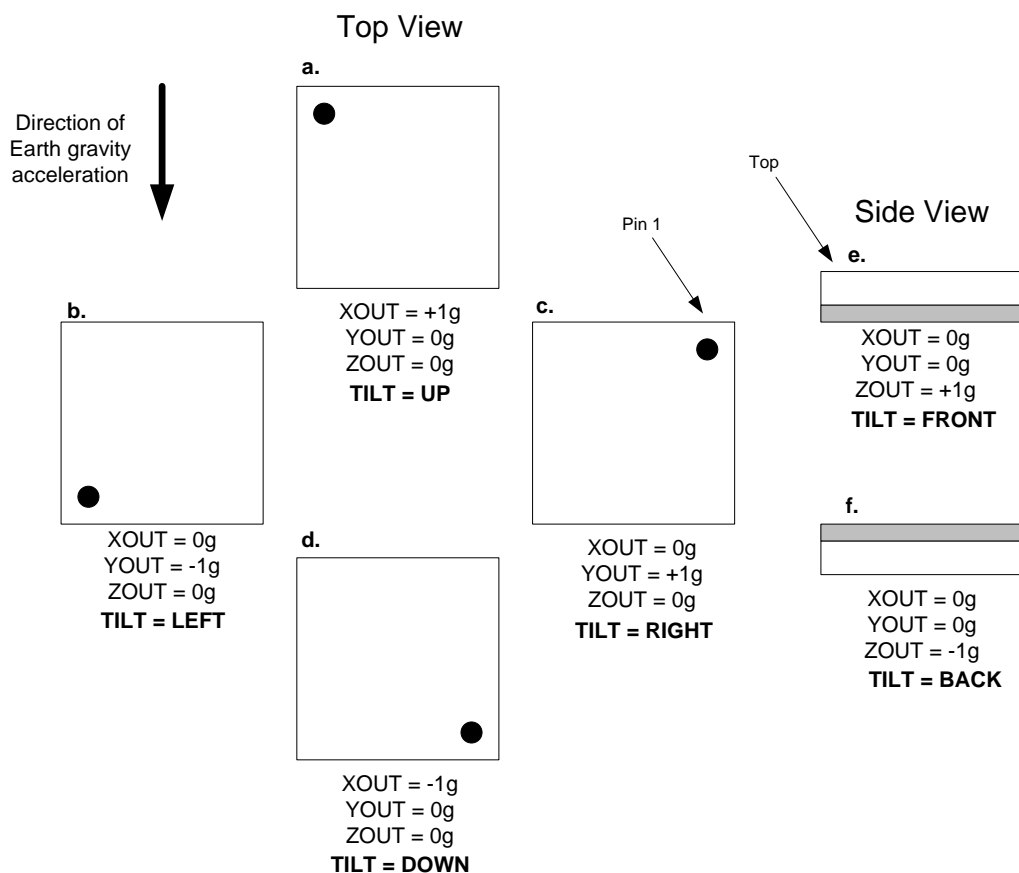 Top View
a.
Direction of
Earth gravity
acceleration
XOUT = +1g
YOUT = 0g
ZOUT = 0g
TILT = UP
b.
XOUT = 0g
YOUT = -1g
ZOUT = 0g
TILT = LEFT
Pin 1
c.
XOUT = 0g
YOUT = +1g
ZOUT = 0g
TILT = RIGHT
d.
XOUT = -1g
YOUT = 0g
ZOUT = 0g
TILT = DOWN
Top
Side View
e.
XOUT = 0g
YOUT = 0g
ZOUT = +1g
TILT = FRONT
f.
XOUT = 0g
YOUT = 0g
ZOUT = -1g
TILT = BACK